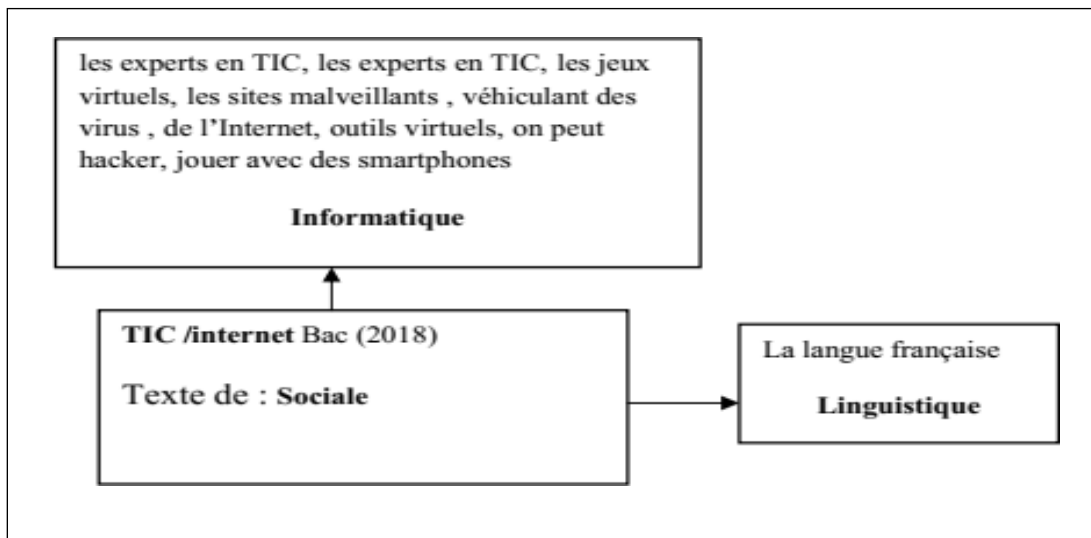 les experts en TIC, les experts en TIC, les jeux
virtuels, les sites malveillants , véhiculant des
virus , de l’Internet, outils virtuels, on peut
hacker, jouer avec des smartphones
Informatique
TIC /internet Bac (2018)
Texte de : Sociale
La langue française
Linguistique